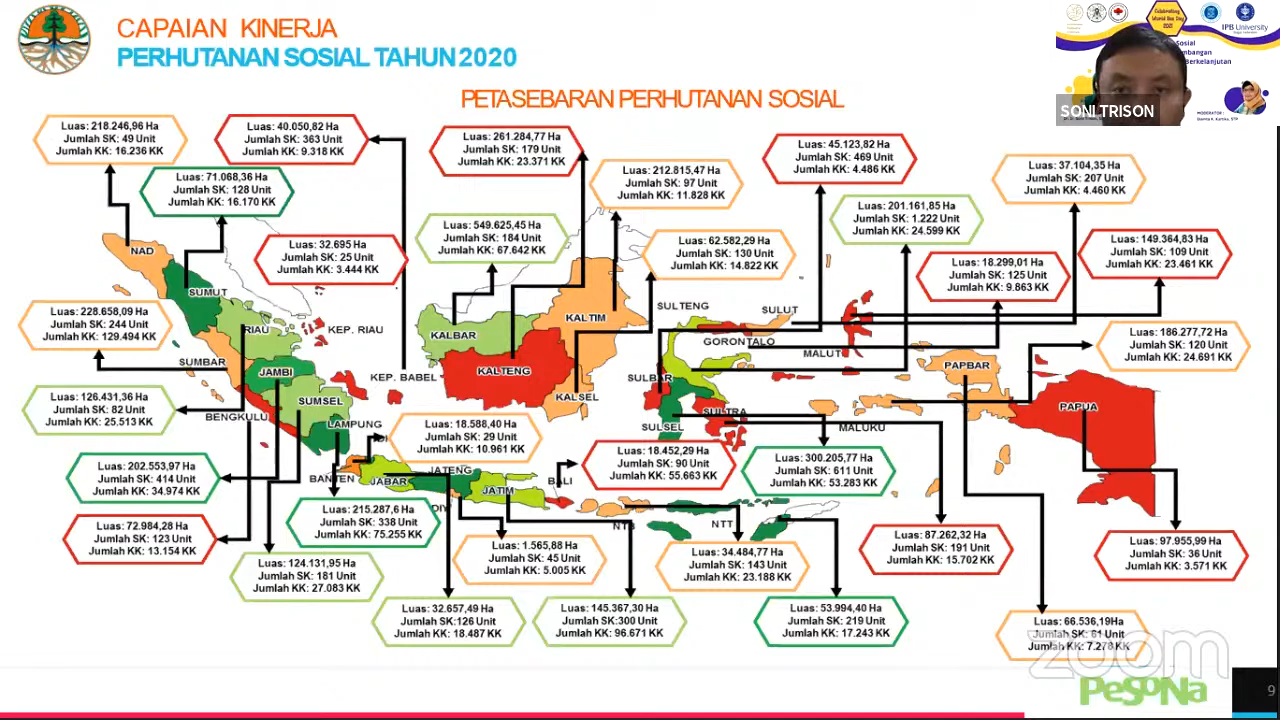 CAPAIAN KINERJA
PERHUTANAN SOSIAL TAHUN 2020
PETASEBARAN PERHUTANAN SOSIAL
Celebrating
World Bee Day
2021
IPB University
Sosial
mbangan
Berkelanjutan
SONI TRISON
MODERATOR :
Luas: 218.246,96 Ha
Jumlah SK: 49 Unit
Jumlah KK: 16.236 KK
Luas: 40.050,82 Ha
Jumlah SK: 363 Unit
Jumlah KK: 9.318 KK
Luas: 261.284,77 Ha
Jumlah SK: 179 Unit
Jumlah KK: 23.371 KK
Luas: 45.123,82 Ha
Jumlah SK: 469 Unit
Jumlah KK: 4.486 KK
Luas: 37.104,35 Ha
Jumlah SK: 207 Unit
Jumlah KK: 4.460 KK
Luas: 71.068,36 Ha
Jumlah SK: 128 Unit
Jumlah KK: 16.170 KK
Luas: 212.815,47 Ha
Jumlah SK: 97 Unit
Jumlah KK: 11.828 KK
Luas: 201.161,85 Ha
Jumlah SK: 1.222 Unit
Jumlah KK: 24.599 KK
Luas: 32.695 Ha
Jumlah SK: 25 Unit
Jumlah KK: 3.444 KK
Luas: 549.625,45 Ha
Jumlah SK: 184 Unit
Jumlah KK: 67.642 KK
Luas: 62.582,29 Ha
Jumlah SK: 130 Unit
Jumlah KK: 14.822 KK
Luas: 18.299,01 Ha
Jumlah SK: 125 Unit
Jumlah KK: 9.863 KK
Luas: 149.364,83 Ha
Jumlah SK: 109 Unit
Jumlah KK: 23.461 KK
NAD
SUMUT
Luas: 228.658,09 Ha
Jumlah SK: 244 Unit
Jumlah KK: 129.494 KK
RIAU
KEP. RIAU
KALBAR
KALTIM
SULTENG
SULUT
GORONTALO
MALUT
Luas: 186.277,72 Ha
Jumlah SK: 120 Unit
Jumlah KK: 24.691 KK
SUMBAR
JAMBI
KEP. BABEL
KALTENG
SULBAR
PAPBAR
SUMSEL
KALSEL
PAPUA
Luas: 126.431,36 Ha
Jumlah SK: 82 Unit
Jumlah KK: 25.513 KK
BENGKULU
LAMPUNG
SULTRA
SULSEL
MALUKU
Luas: 18.588,40 Ha
Jumlah SK: 29 Unit
Jumlah KK: 10.961 KK
Luas: 18.452,29 Ha
Jumlah SK: 90 Unit
Jumlah KK: 55.663 KK
Luas: 300.205,77 Ha
Jumlah SK: 611 Unit
Jumlah KK: 53.283 KK
Luas: 202.553,97 Ha
Jumlah SK: 414 Unit
Jumlah KK: 34.974 KK
BANTEN
JABAR
JATENG
JATIM
BALI
DIY
NTB
NTT
Luas: 72.984,28 Ha
Jumlah SK: 123 Unit
Jumlah KK: 13.154 KK
Luas: 215.287,6 Ha
Jumlah SK: 338 Unit
Jumlah KK: 75.255 KK
Luas: 1.565,88 Ha
Jumlah SK: 45 Unit
Jumlah KK: 5.005 KK
Luas: 34.484,77 Ha
Jumlah SK: 143 Unit
Jumlah KK: 23.188 KK
Luas: 87.262,32 Ha
Jumlah SK: 191 Unit
Jumlah KK: 15.702 KK
Luas: 97.955,99 Ha
Jumlah SK: 36 Unit
Jumlah KK: 3.571 KK
Luas: 124.131,95 Ha
Jumlah SK: 181 Unit
Jumlah KK: 27.083 KK
Luas: 32.657,49 Ha
Jumlah SK:126 Unit
Jumlah KK: 18.487 KK
Luas: 145.367,30 Ha
Jumlah SK:300 Unit
Jumlah KK: 96.671 KK
Luas: 53.994,40 Ha
Jumlah SK: 219 Unit
Jumlah KK: 17.243 KK
Luas: 66.536,19Ha
Jumlah SK: 61 Unit
Jumlah KK: 7.278 KK
zoom
PeSoNa
9